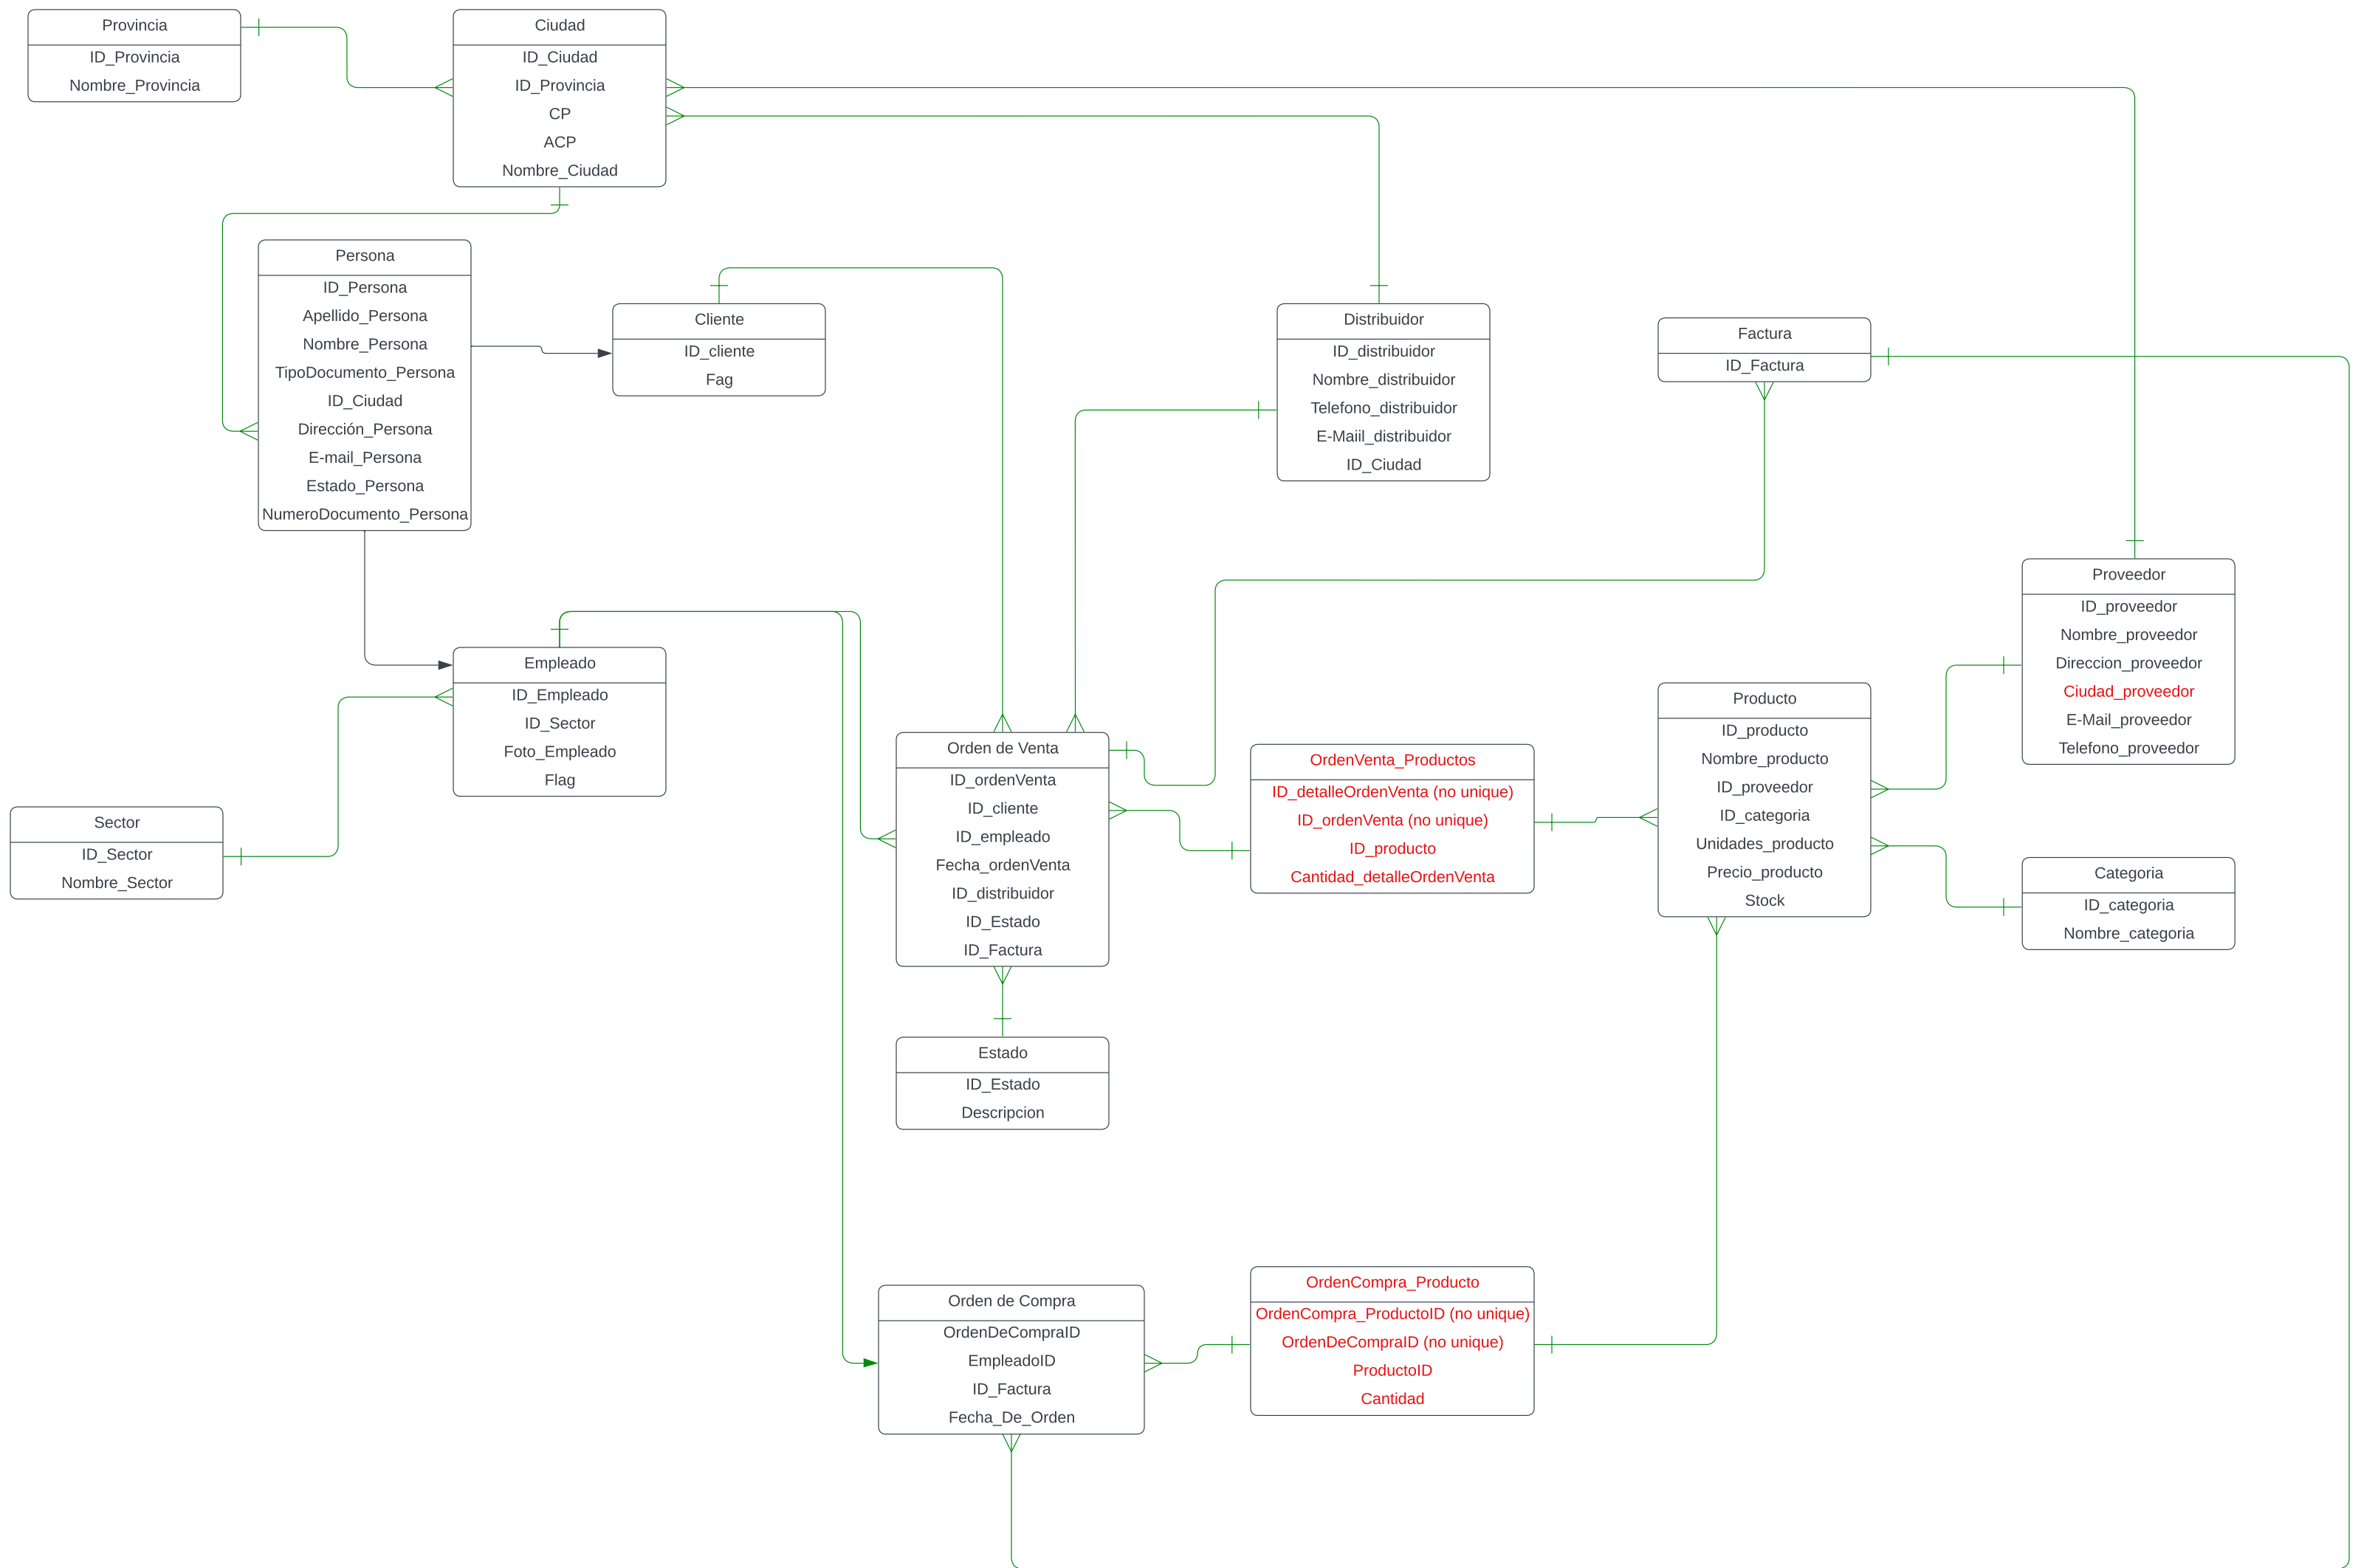 Provincia
ID_Provincia
Nombre_Provincia
Ciudad
ID_Ciudad
ID_Provincia
CP
ACP
Nombre_Ciudad
Persona
ID_Persona
Apellido_Persona
Nombre_Persona
TipoDocumento_Persona
ID_Ciudad
Dirección_Persona
E-mail_Persona
Estado_Persona
NumeroDocumento_Persona
Cliente
ID_cliente
Fag
Distribuidor
ID_distribuidor
Nombre_distribuidor
Telefono_distribuidor
E-Maiil_distribuidor
ID_Ciudad
Factura
ID_Factura
Proveedor
ID_proveedor
Nombre_proveedor
Direccion_proveedor
Ciudad_proveedor
E-Mail_proveedor
Telefono_proveedor
Empleado
ID_Empleado
ID_Sector
Foto_Empleado
Flag
Sector
ID_Sector
Nombre_Sector
Orden de Venta
ID_ordenVenta
ID_cliente
ID_empleado
Fecha_ordenVenta
ID_distribuidor
ID_Estado
ID_Factura
OrdenVenta_Productos
ID_detalleOrdenVenta (no unique)
ID_ordenVenta (no unique)
ID_producto
Cantidad_detalleOrdenVenta
Producto
ID_producto
Nombre_producto
ID_proveedor
ID_categoria
Unidades_producto
Precio_producto
Stock
Categoria
ID_categoria
Nombre_categoria
Estado
ID_Estado
Descripcion
Orden de Compra
OrdenDeCompraID
EmpleadoID
ID_Factura
Fecha_De_Orden
OrdenCompra_Producto
OrdenCompra_ProductoID (no unique)
OrdenDeCompraID (no unique)
ProductoID
Cantidad